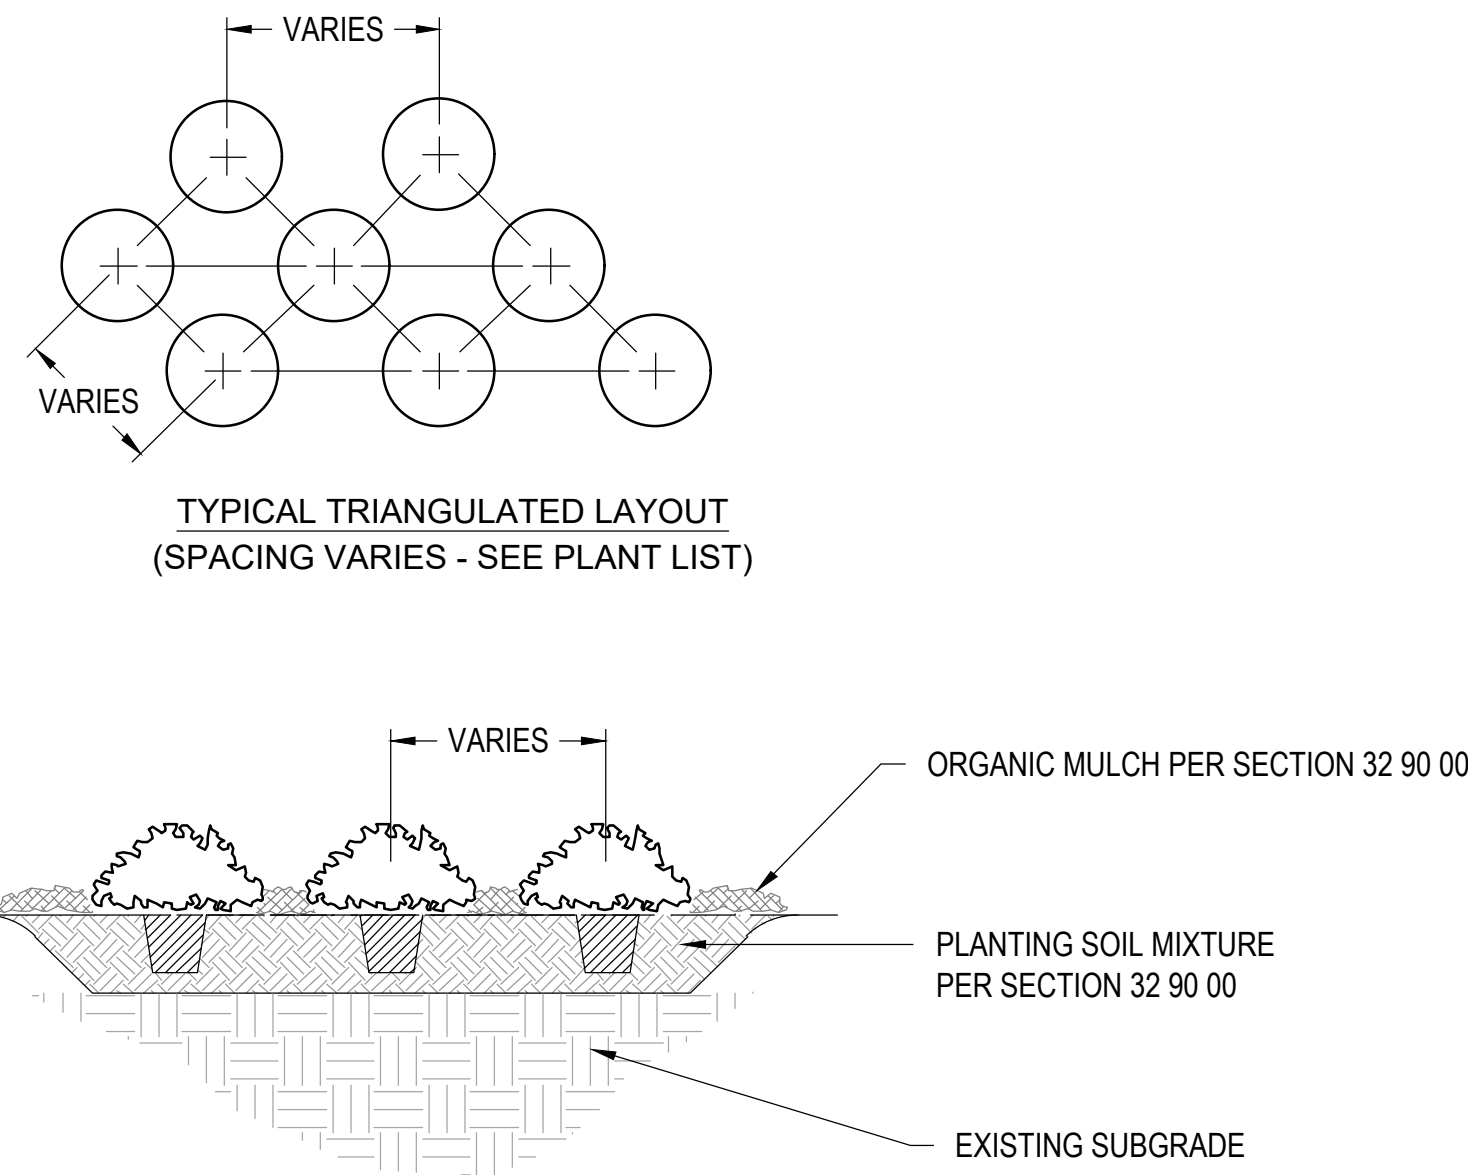 VARIES
VARIES
TYPICAL TRIANGULATED LAYOUT
(SPACING VARIES - SEE PLANT LIST)
VARIES
ORGANIC MULCH PER SECTION 32 90 00
PLANTING SOIL MIXTURE
PER SECTION 32 90 00
EXISTING SUBGRADE